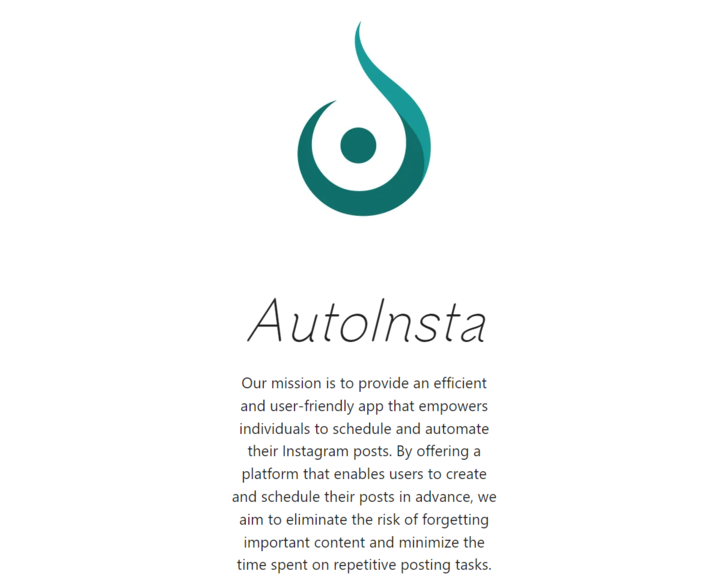 AutoInsta
Our mission is to provide an efficient
and user-friendly app that empowers
individuals to schedule and automate
their Instagram posts. By offering a
platform that enables users to create
and schedule their posts in advance, we
aim to eliminate the risk of forgetting
important content and minimize the
time spent on repetitive posting tasks.